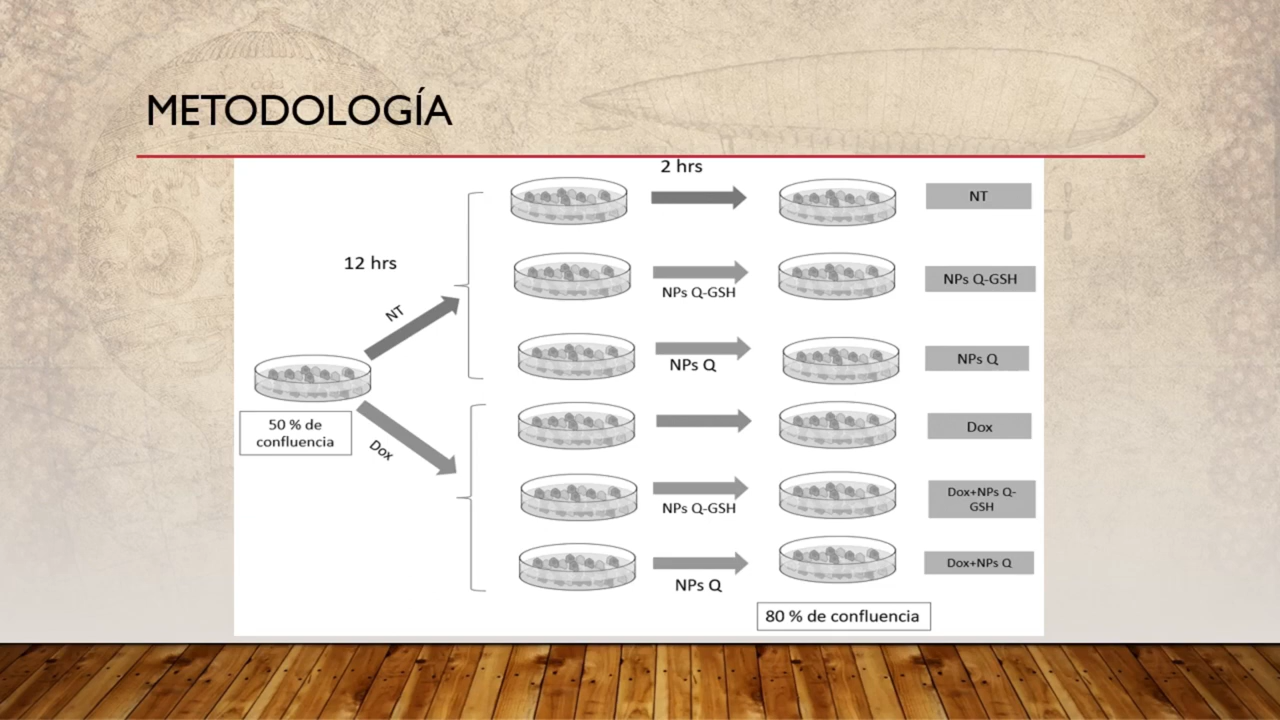 METODOLOGÍA
2 hrs
NT
12 hrs
NT
NPs Q-GSH
NPs Q-GSH
NPs Q
NPs Q
50 % de
confluencia
Dox
Dox
NPs Q-GSH
Dox+NPs Q-
GSH
NPs Q
Dox+NPs Q
80 % de confluencia